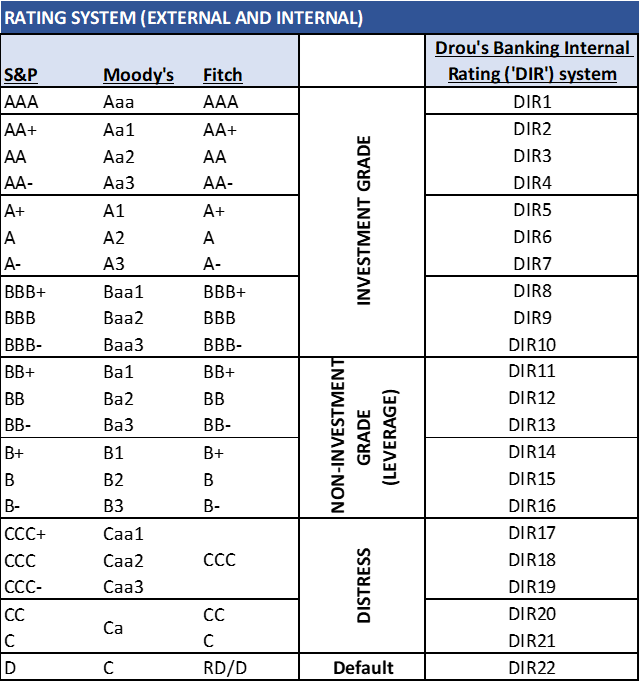 RATING SYSTEM (EXTERNAL AND INTERNAL)
S&P Moody's Fitch Drou's Banking Internal Rating ('DIR') system
AAA Aaa AAA DIR1
AA+ Aa1 AA+ DIR2
AA Aa2 AA DIR3
AA- Aa3 AA- DIR4
A+ A1 A+ DIR5
A A2 A DIR6
A- A3 A- DIR7
BBB+ Baa1 BBB+ DIR8
BBB Baa2 BBB DIR9
BBB- Baa3 BBB- DIR10
INVESTMENT GRADE
BB+ Ba1 BB+ DIR11
BB Ba2 BB DIR12
BB- Ba3 BB- DIR13
B+ B1 B+ DIR14
B B2 B DIR15
B- B3 B- DIR16
NON-INVESTMENT
GRADE
(LEVERAGE)
CCC+ Caa1 DIR17
CCC Caa2 CCC DIR18
CCC- Caa3 DIR19
CC Ca CC DIR20
C C DIR21
DISTRESS
D C RD/D Default DIR22